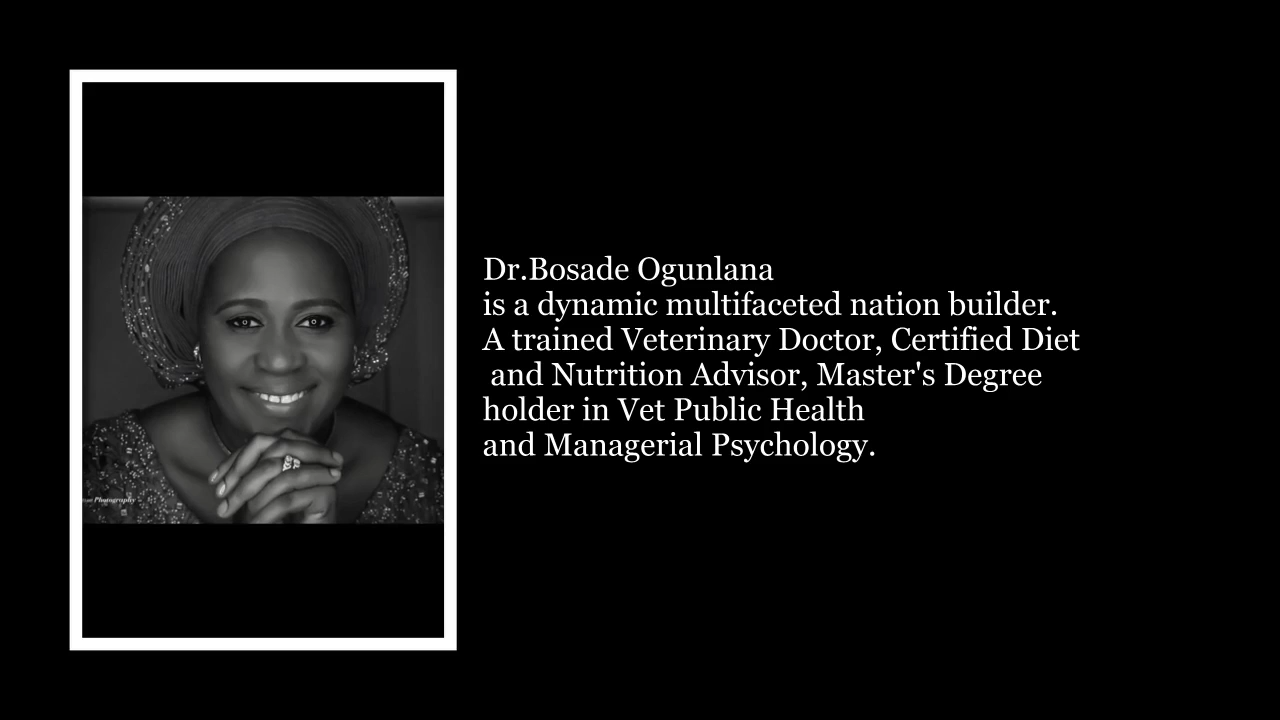 Dr.Bosade Ogunlana
is a dynamic multifaceted nation builder.
A trained Veterinary Doctor, Certified Diet
and Nutrition Advisor, Master's Degree
holder in Vet Public Health
and Managerial Psychology.
Photography